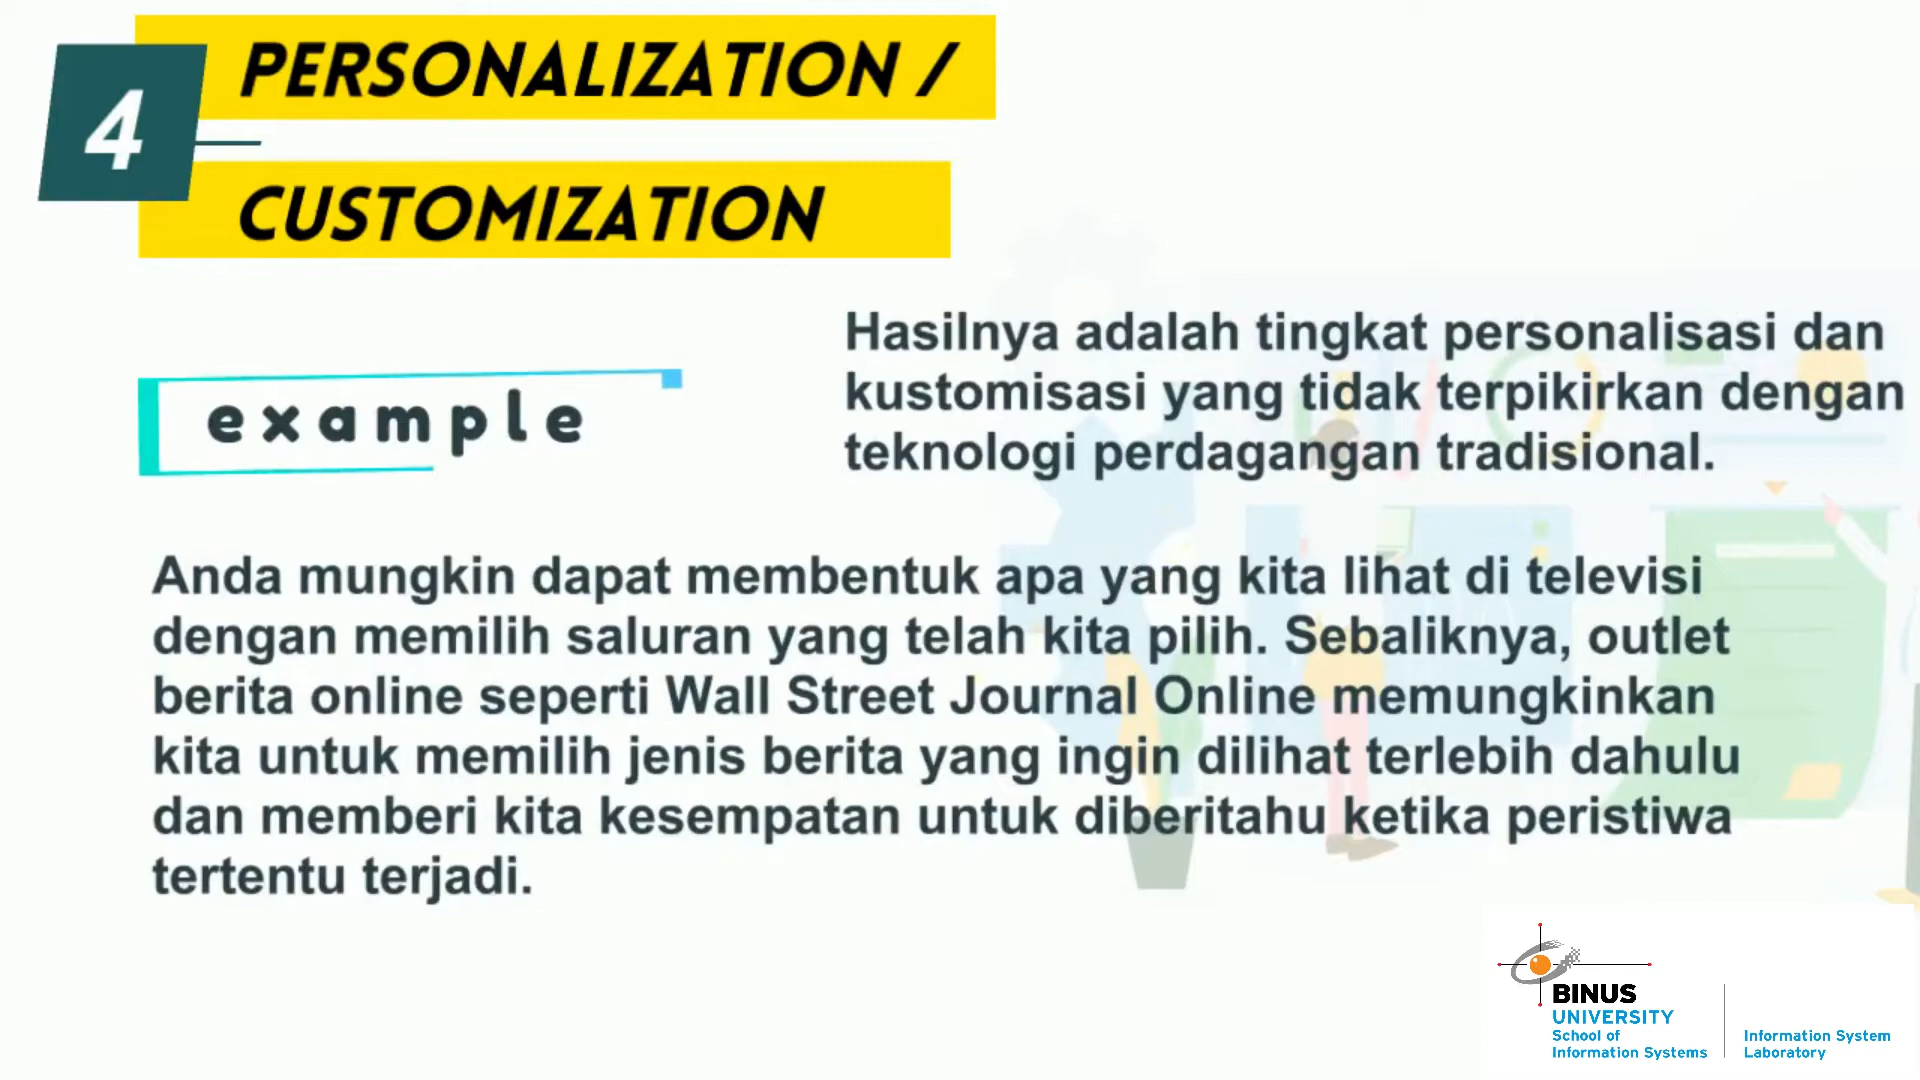 4
PERSONALIZATION /
CUSTOMIZATION
example
Hasilnya adalah tingkat personalisasi dan
kustomisasi yang tidak terpikirkan dengan
teknologi perdagangan tradisional.
Anda mungkin dapat membentuk apa yang kita lihat di televisi
dengan memilih saluran yang telah kita pilih. Sebaliknya, outlet
berita online seperti Wall Street Journal Online memungkinkan
kita untuk memilih jenis berita yang ingin dilihat terlebih dahulu
dan memberi kita kesempatan untuk diberitahu ketika peristiwa
tertentu terjadi.
BINUS
UNIVERSITY
School of
Information Systems
Information System
Laboratory